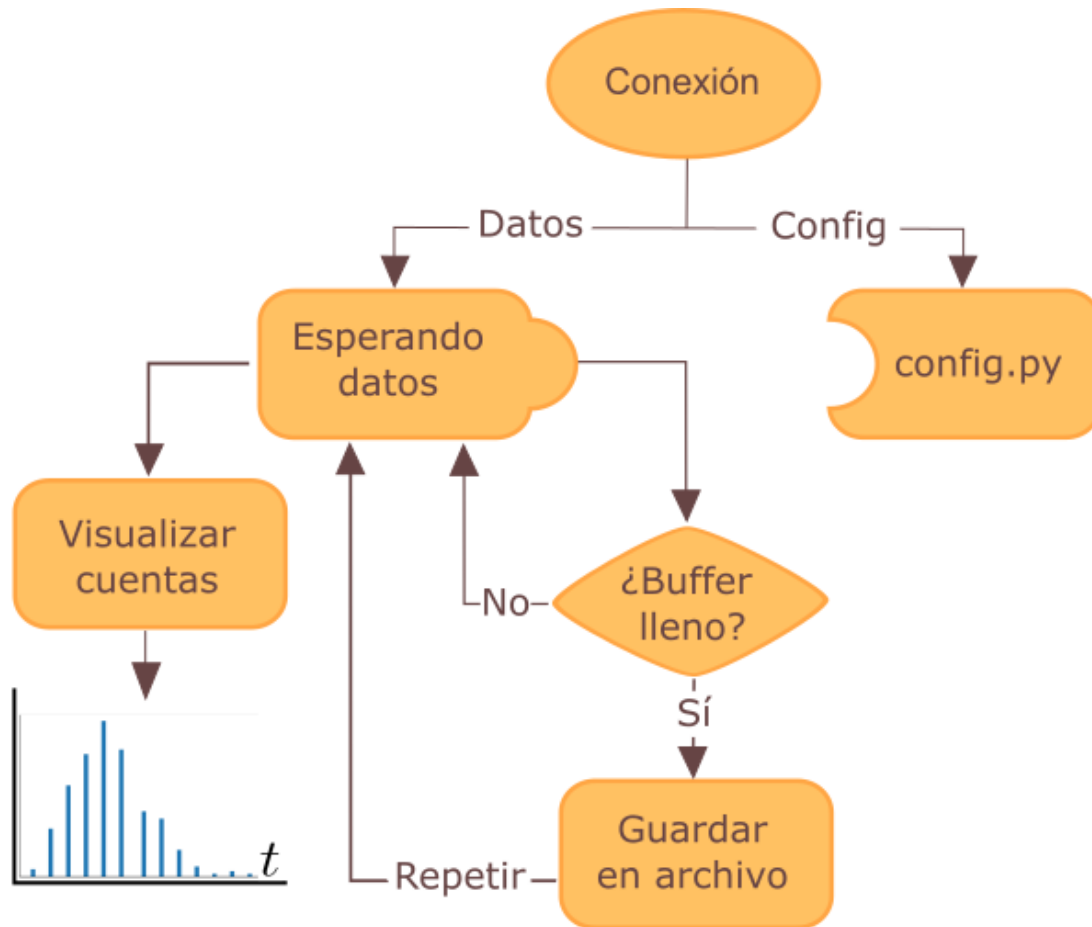 Conexión
Datos
Config
Esperando
datos
config.py
Visualizar
cuentas
¿Buffer
lleno?
No
Sí
t
Guardar
en archivo
Repetir